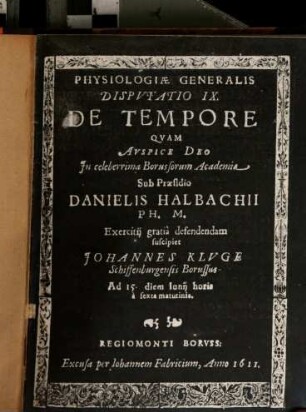 PHYSIOLOGIÆ GENERALIS
DISPVTATIO IX.
DE TEMPORE
QVAM
AVSPICE DEO
In celeberrima Borussorum Academia
Sub Præsidio
DANIELIS HALBACHII
PH. M.
Exercitij gratiâ defendendam
suscipiet
JOHANNES KLVGE
Schiffenburgensis Borussus.
Ad 15. diem Iunij horis
à sexta matutinis.
REGIOMONTI BORVSS:
Excusa per Iohannem Fabricium, Anno 1611.